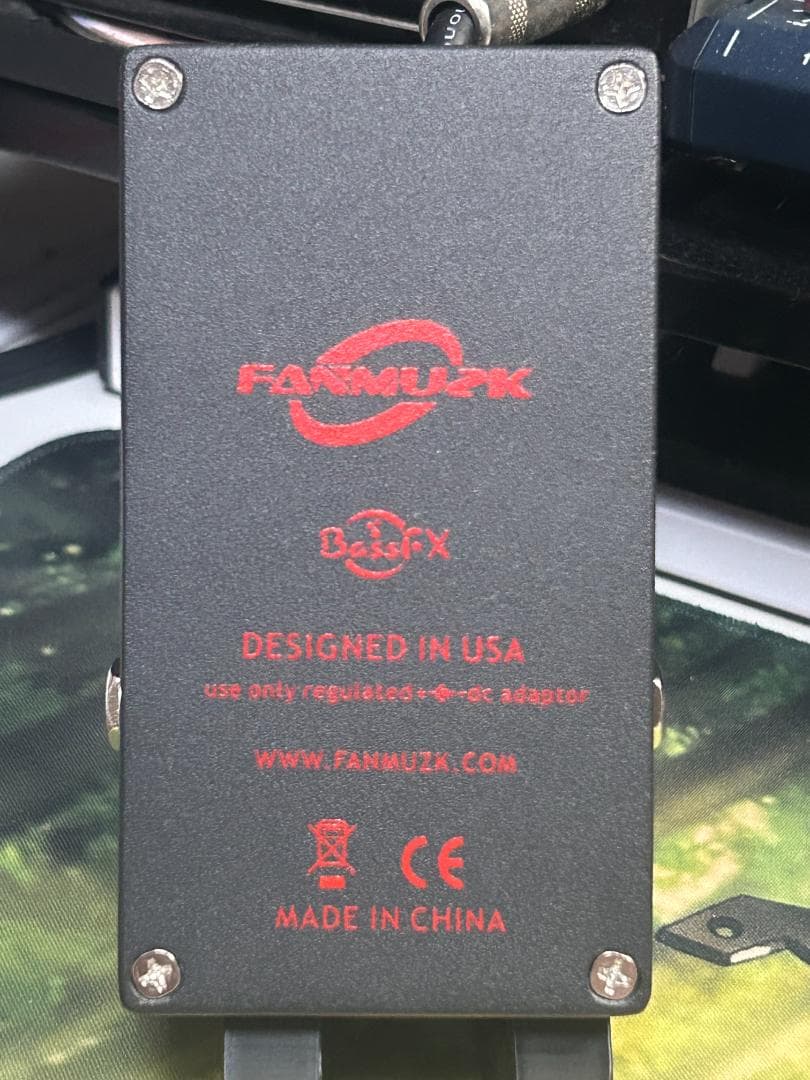 FANMUZK
BassFX
DESIGNED IN USA
use only regulated + - dc adaptor
WWW.FANMUZK.COM
CE
MADE IN CHINA